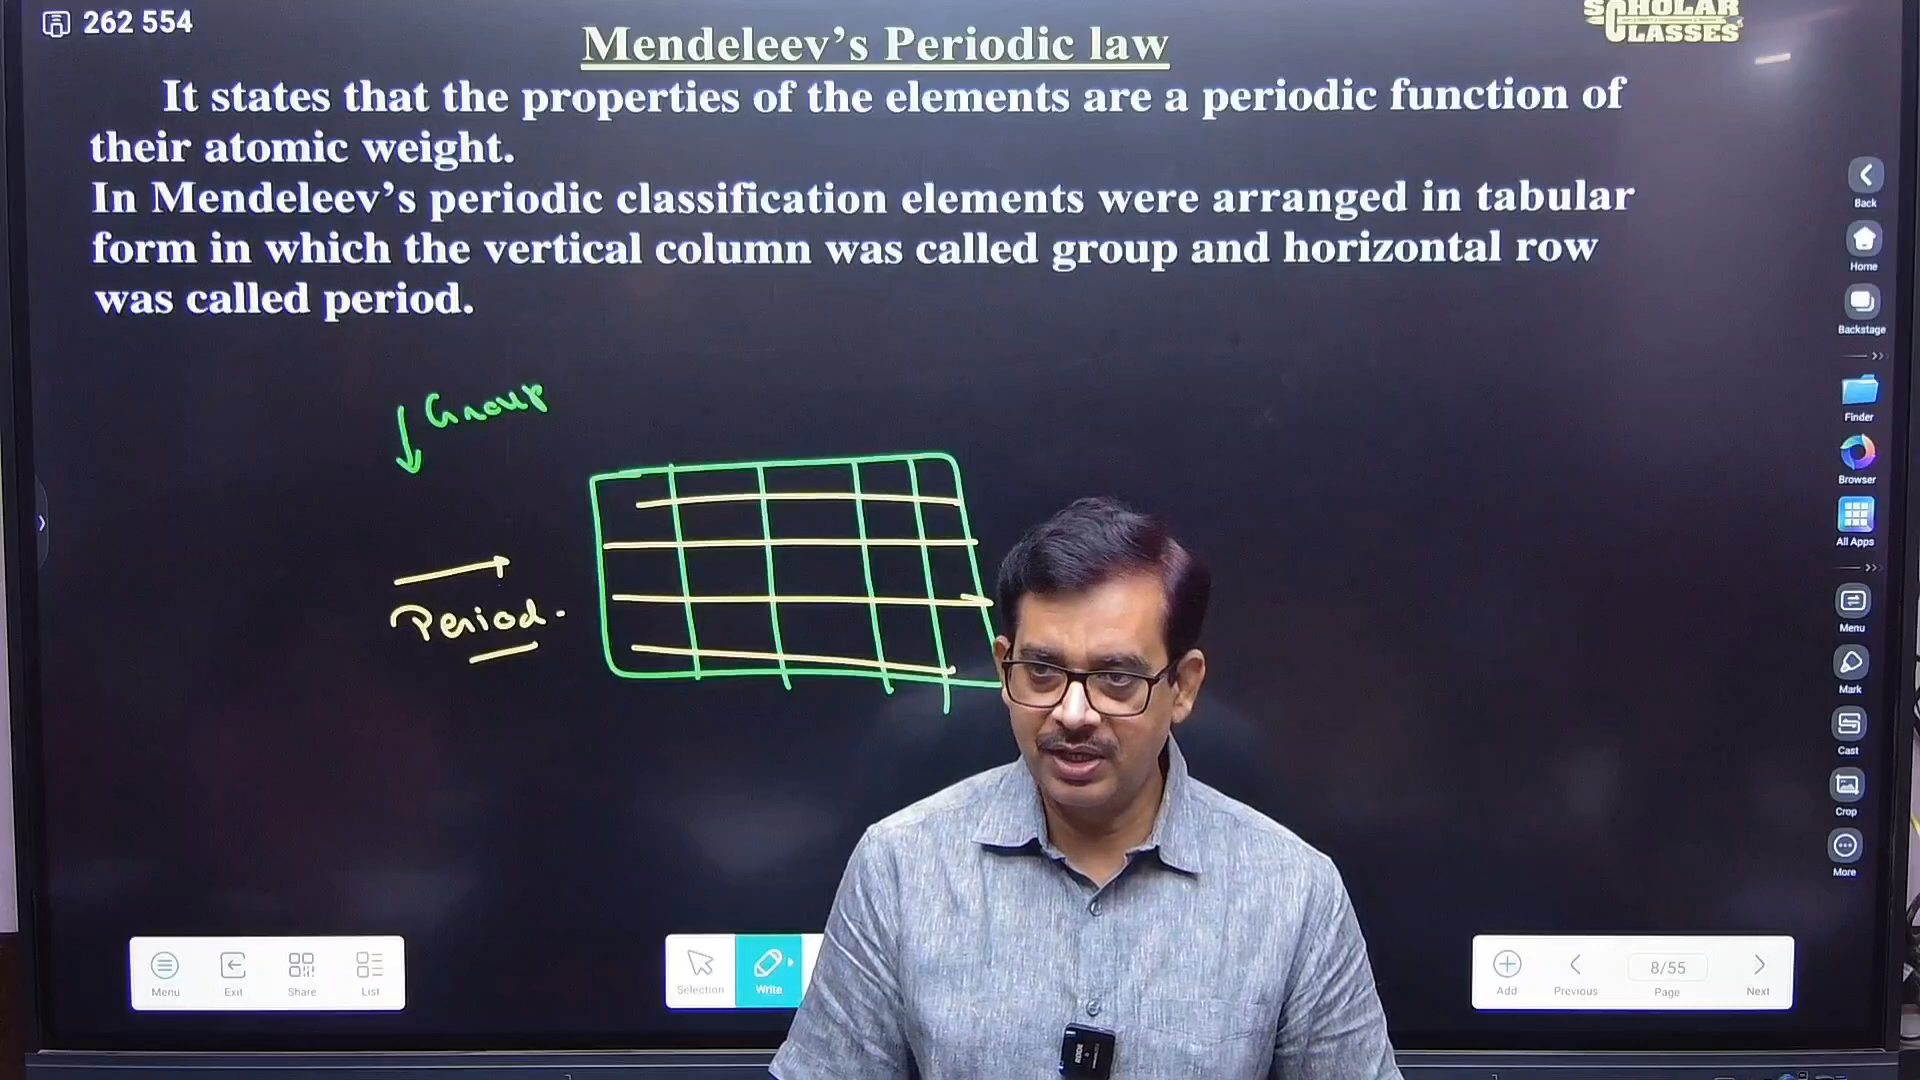 262 554
SCHOLAR
CLASSES
Mendeleev's Periodic law
It states that the properties of the elements are a periodic function of
their atomic weight.
In Mendeleev's periodic classification elements were arranged in tabular
form in which the vertical column was called group and horizontal row
was called period.
Group
Period.
Back
Home
Backstage
Finder
Browser
All Apps
Menu
Mark
Cast
Crop
More
Menu Exit Share List
Selection Write
Add Previous 8/55 Page Next
RODE